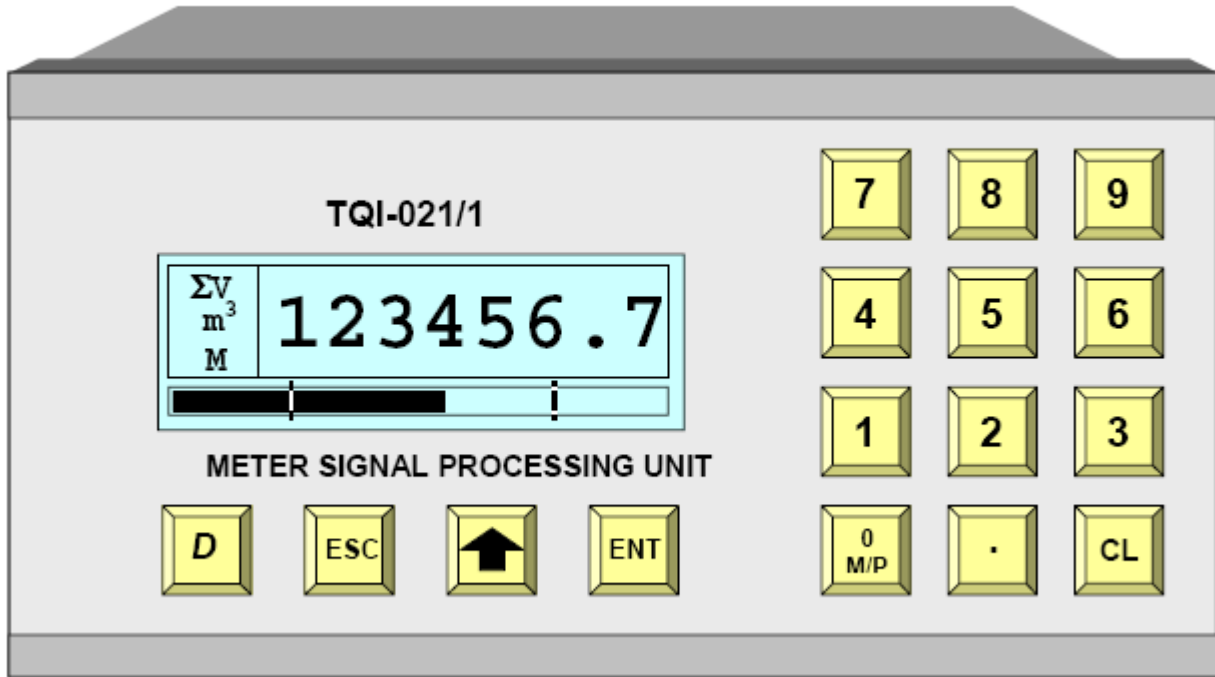 TQI-021/1
ΣV
m³
M
123456.7
METER SIGNAL PROCESSING UNIT
D ESC ENT
7 8 9
4 5 6
1 2 3
0
M/P
. CL